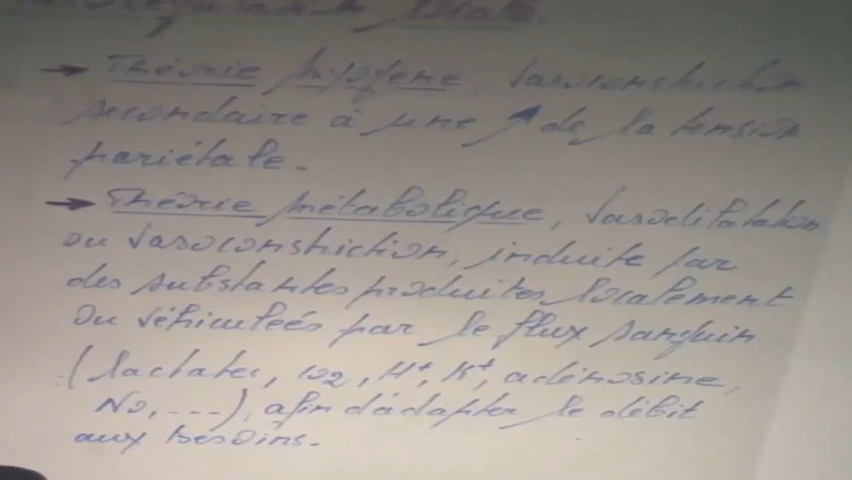 locale.
→ Théorie myogène, vasoconstriction
secondaire à une ↗ de la tension
pariétale.
→ Théorie métabolique, vasodilatation
ou vasoconstriction, induite par
des substances produites localement
ou véhiculées par le flux sanguin
(lactates, CO2, H+, K+, adénosine,
NO, ---), afin d'adapter le débit
aux besoins.